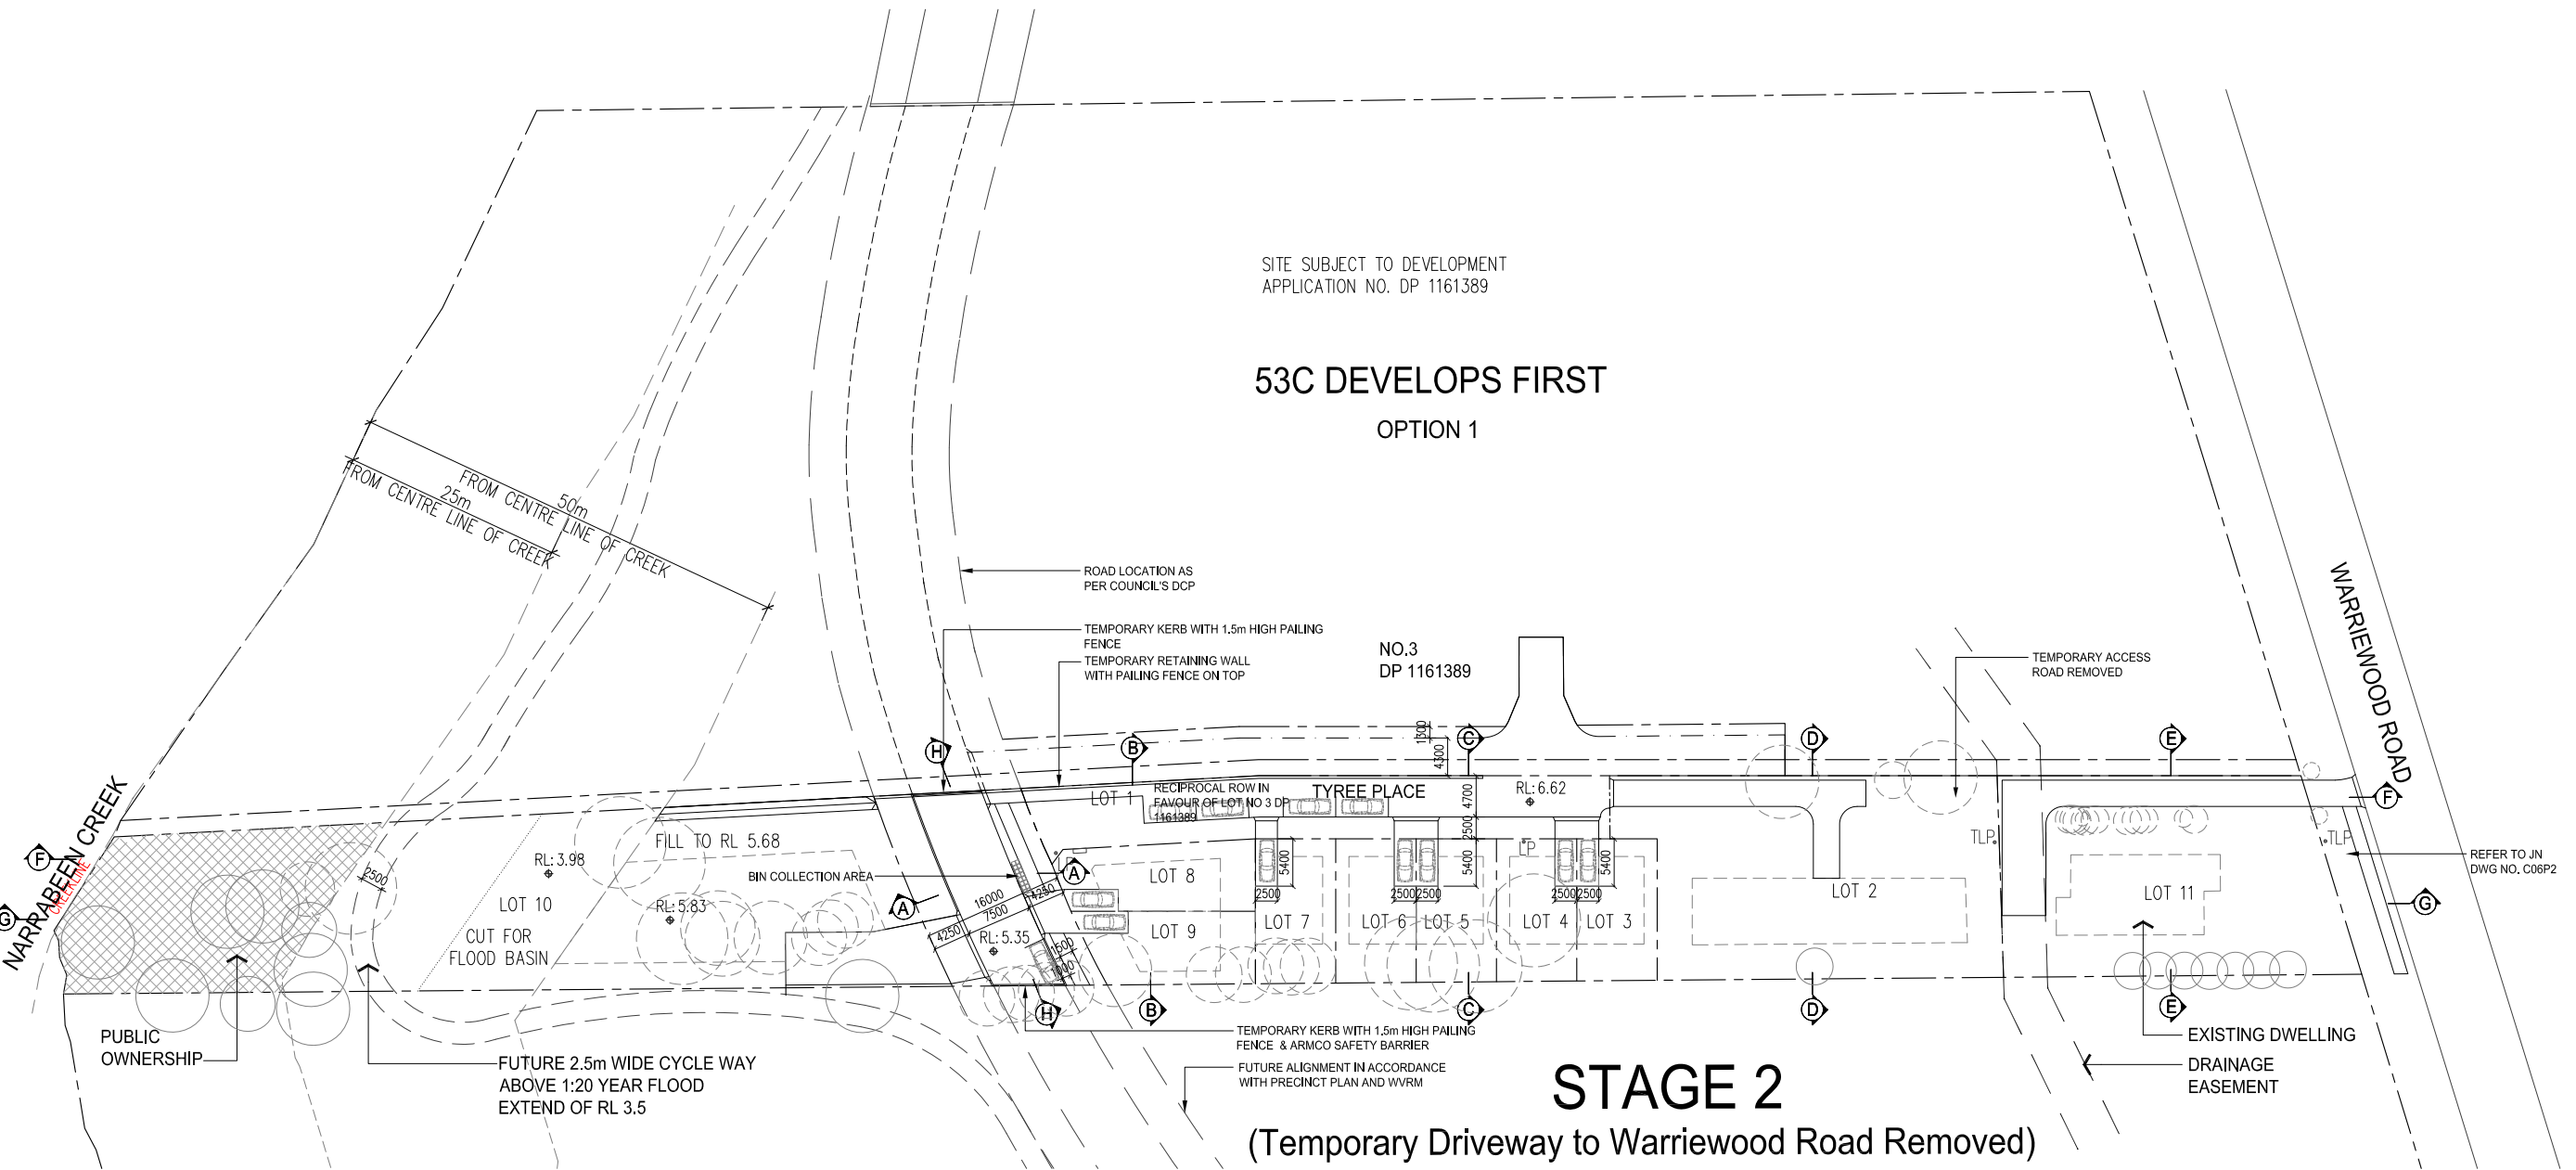 SITE SUBJECT TO DEVELOPMENT
APPLICATION NO. DP 1161389
53C DEVELOPS FIRST
OPTION 1
50m
FROM CENTRE LINE OF CREEK
25m
FROM CENTRE LINE OF CREEK
ROAD LOCATION AS
PER COUNCIL'S DCP
TEMPORARY KERB WITH 1.5m HIGH PAILING
FENCE
TEMPORARY RETAINING WALL
WITH PAILING FENCE ON TOP
NO.3
DP 1161389
TEMPORARY ACCESS
ROAD REMOVED
WARRIEWOOD ROAD
H
B
C
D
E
F
1300
4300
LOT 1
RECIPROCAL ROW IN
FAVOUR OF LOT NO 3 DP
1161389
TYREE PLACE
4700
RL: 6.62
2500
5400
5400
5400
LP
TLP
TLP
REFER TO JN
DWG NO. C06P2
NARRABEEN CREEK
CREEKLINE
F
G
2500
RL: 3.98
FILL TO RL 5.68
BIN COLLECTION AREA
LOT 10
RL: 5.83
CUT FOR
FLOOD BASIN
A
A
16000
7500
4250
4250
RL: 5.35
1500
1000
LOT 8
LOT 9
2500
25002500
25002500
LOT 7
LOT 6
LOT 5
LOT 4
LOT 3
LOT 2
LOT 11
G
H
B
C
D
E
PUBLIC
OWNERSHIP
FUTURE 2.5m WIDE CYCLE WAY
ABOVE 1:20 YEAR FLOOD
EXTEND OF RL 3.5
TEMPORARY KERB WITH 1.5m HIGH PAILING
FENCE & ARMCO SAFETY BARRIER
FUTURE ALIGNMENT IN ACCORDANCE
WITH PRECINCT PLAN AND WVRM
EXISTING DWELLING
DRAINAGE
EASEMENT
STAGE 2
(Temporary Driveway to Warriewood Road Removed)